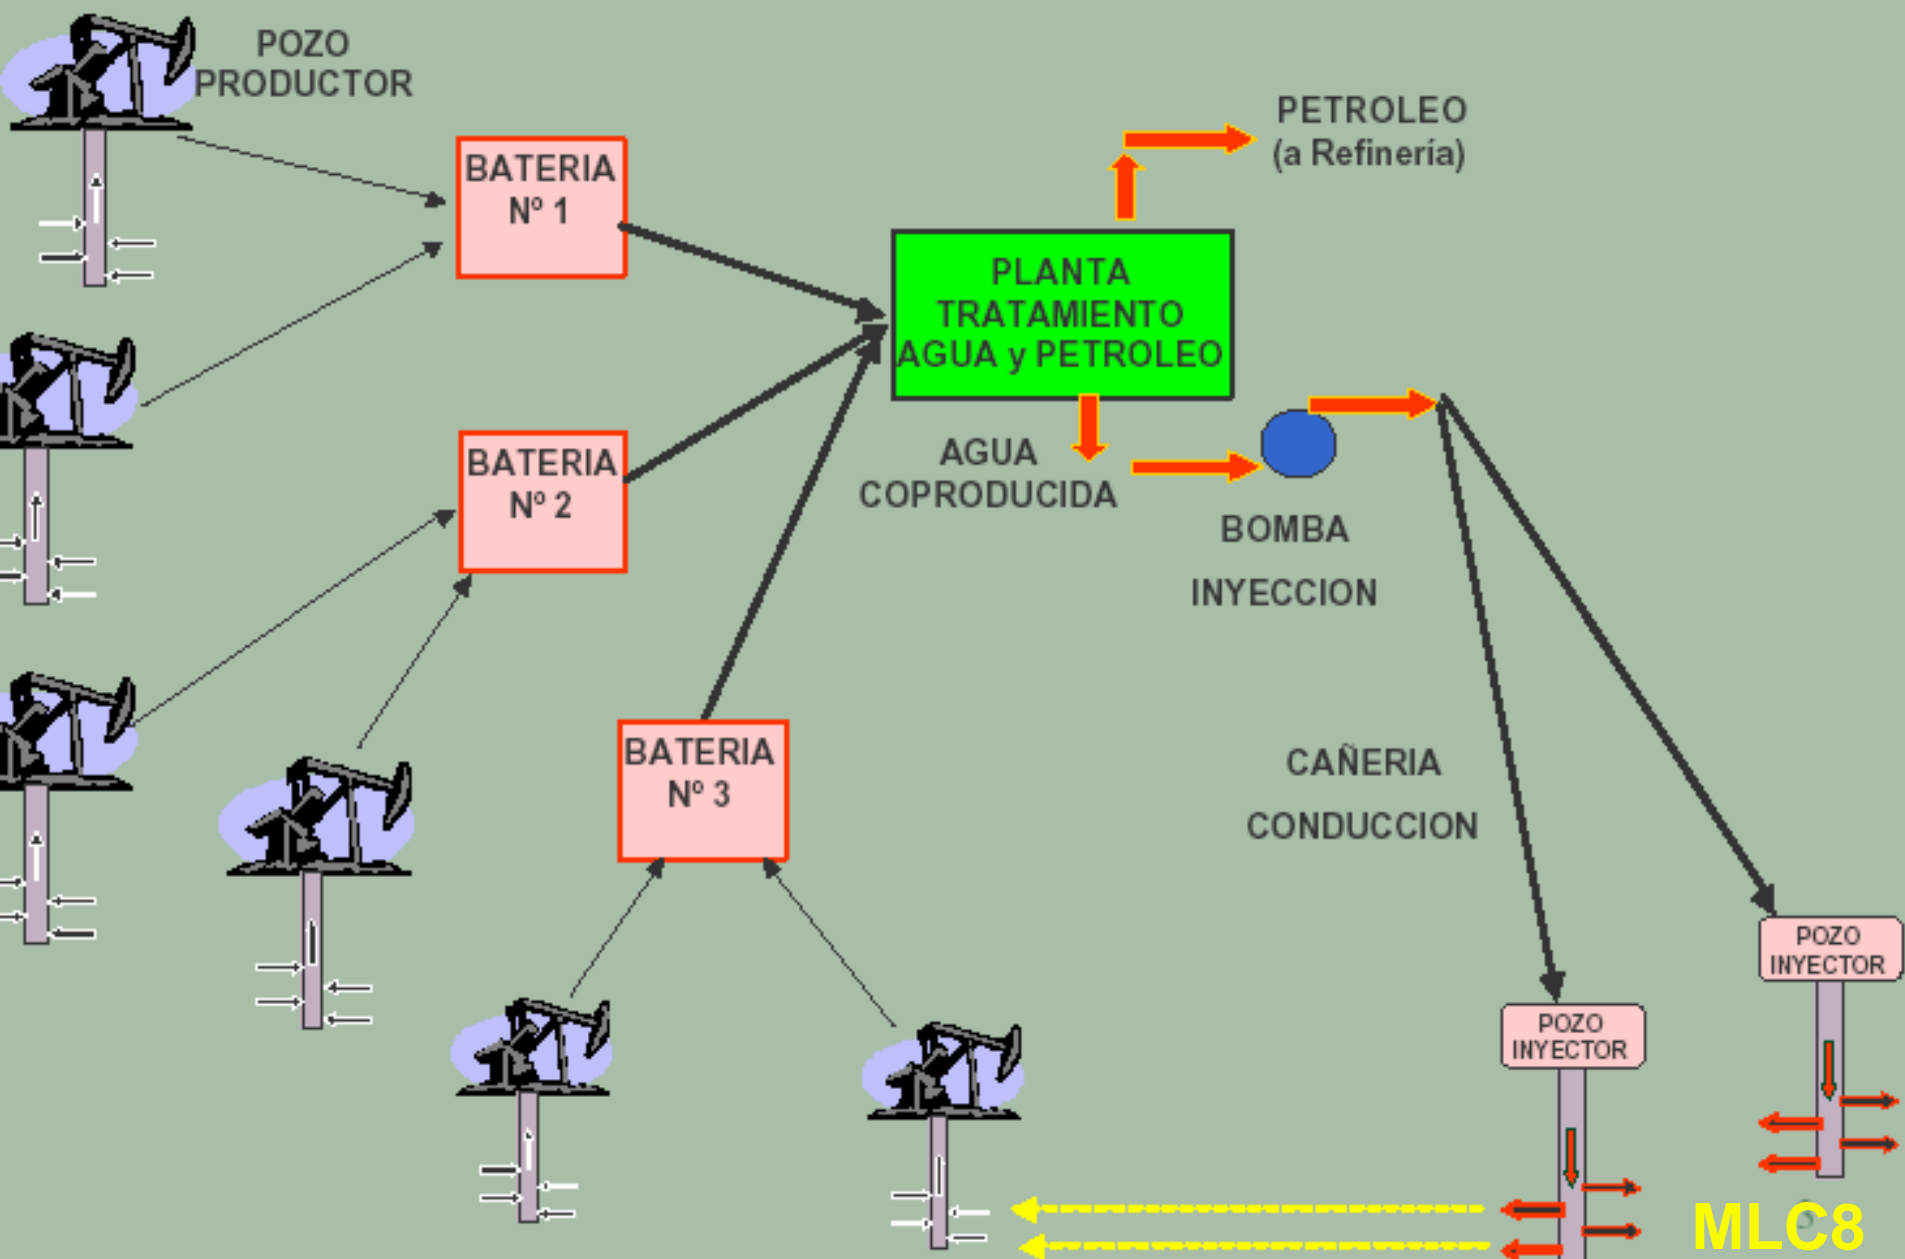 POZO
PRODUCTOR
BATERIA
Nº 1
PETROLEO
(a Refinería)
PLANTA
TRATAMIENTO
AGUA y PETROLEO
BATERIA
Nº 2
AGUA
COPRODUCIDA
BOMBA
INYECCION
BATERIA
Nº 3
CAÑERIA
CONDUCCION
POZO
INYECTOR
POZO
INYECTOR
MLC8